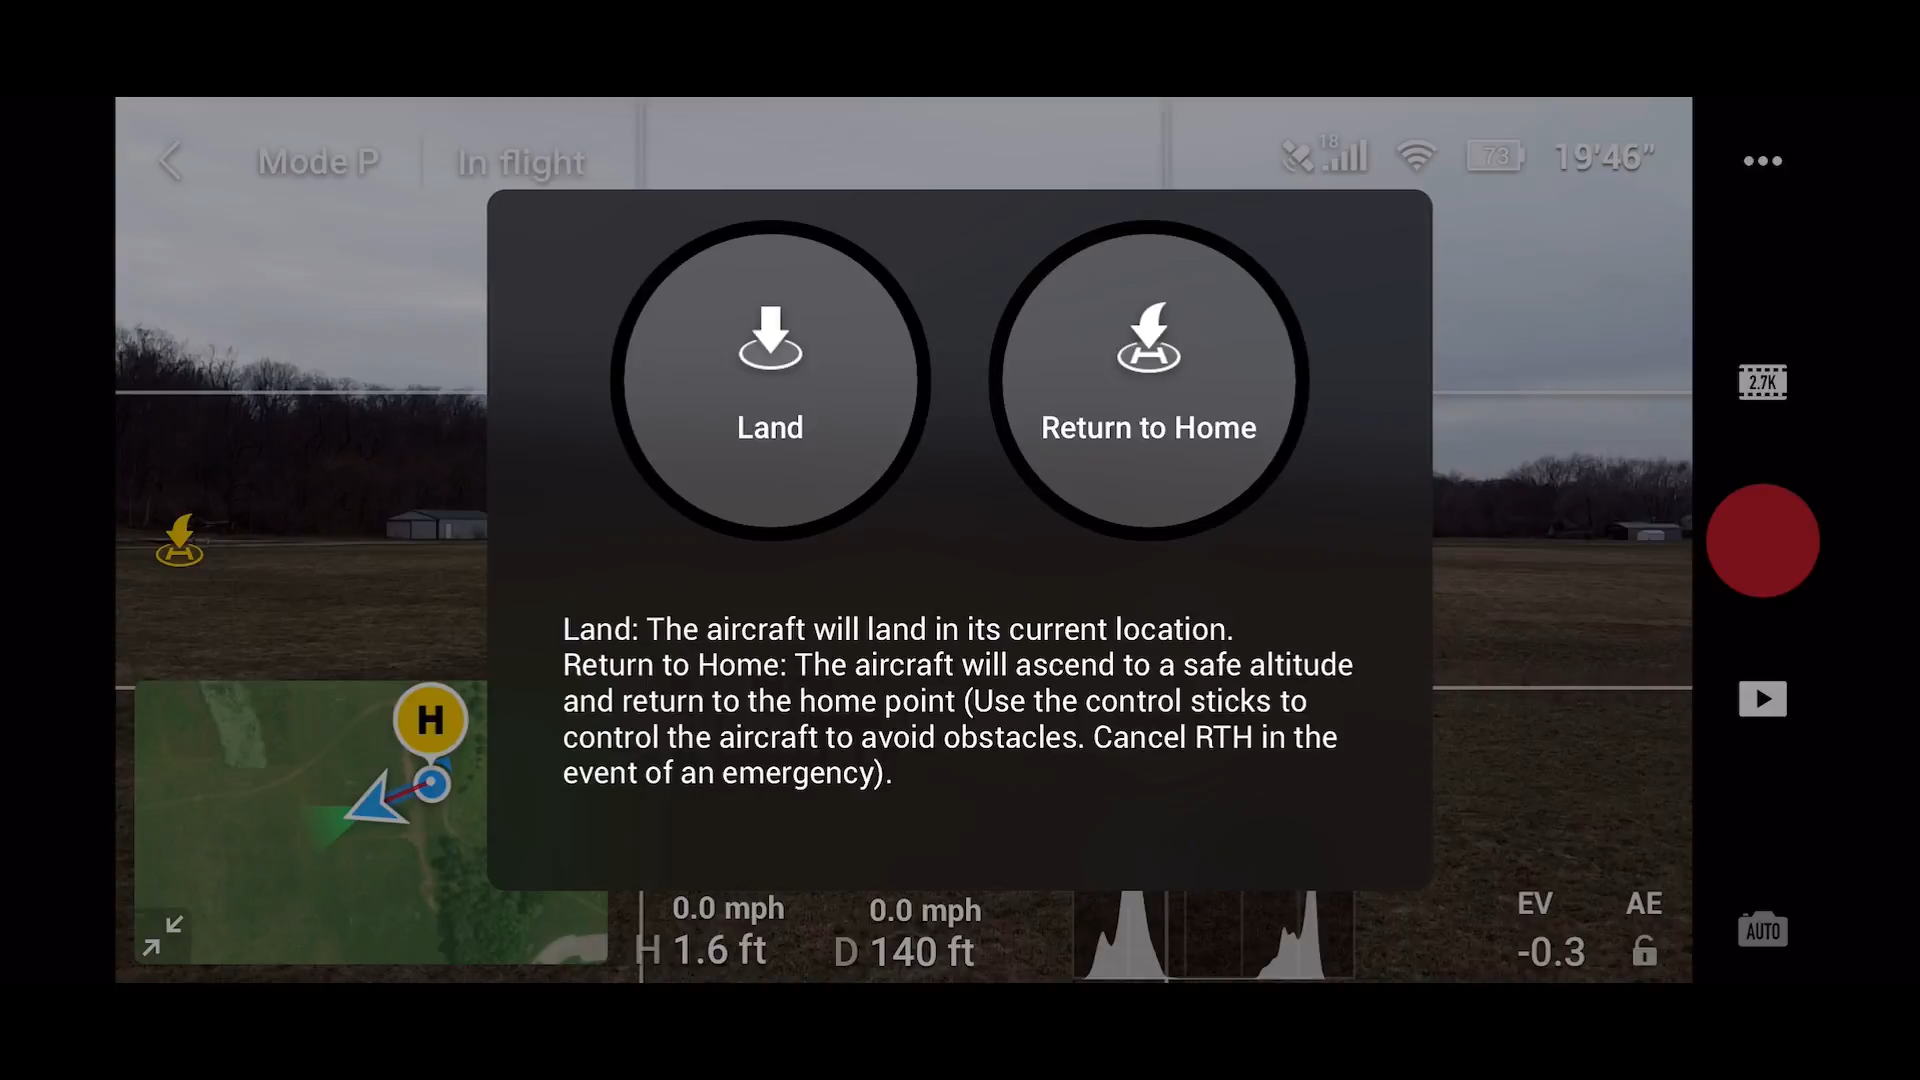 Mode P
In flight
18
73
19'46"
Land
Return to Home
2.7K
Land: The aircraft will land in its current location.
Return to Home: The aircraft will ascend to a safe altitude
and return to the home point (Use the control sticks to
control the aircraft to avoid obstacles. Cancel RTH in the
event of an emergency).
H
0.0 mph
0.0 mph
H 1.6 ft
D 140 ft
EV
AE
-0.3
AUTO